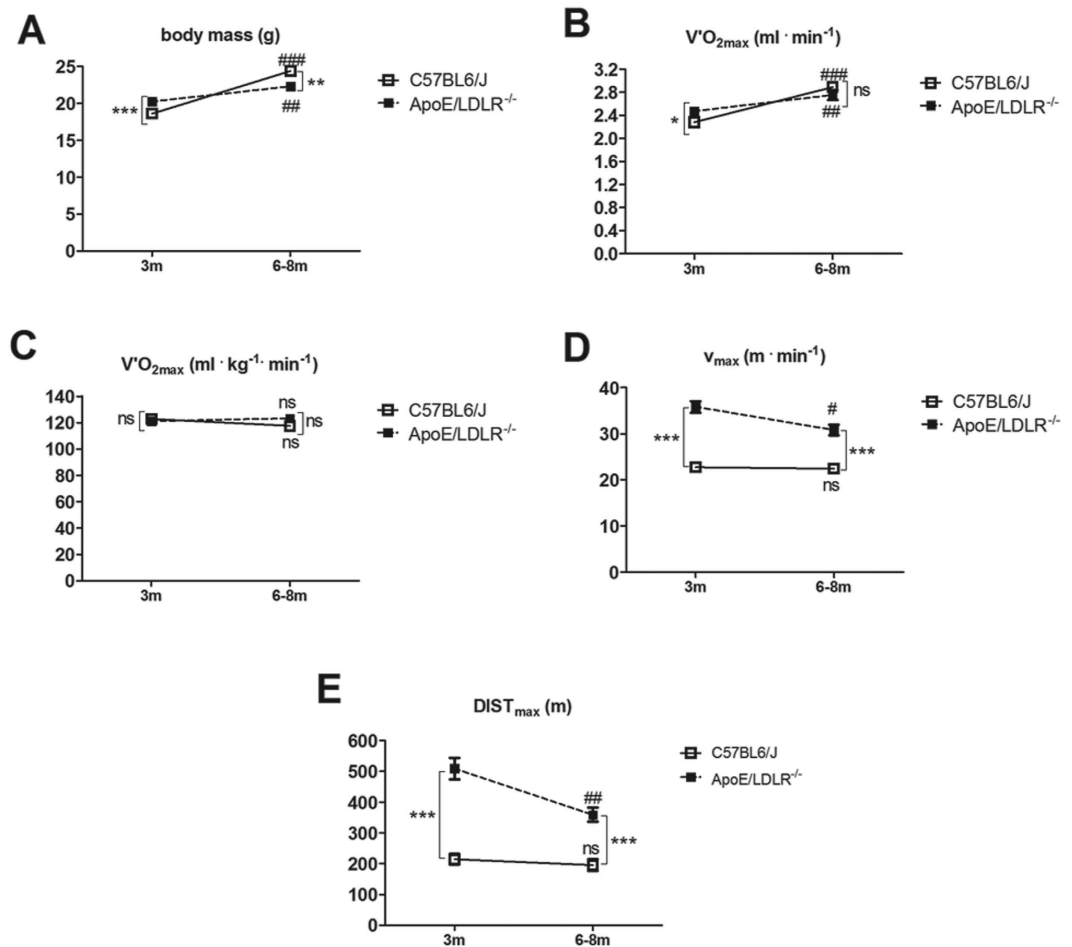 A
body mass (g)
25
20
15
10
5
0
***
###
**
##
3m
6-8m
C57BL6/J
ApoE/LDLR-/-
B
V'O2max (ml · min-1)
3.2
2.8
2.4
2.0
1.6
1.2
0.8
0.4
0.0
*
###
ns
##
3m
6-8m
C57BL6/J
ApoE/LDLR-/-
C
V'O2max (ml · kg-1· min-1)
140
120
100
80
60
40
20
0
ns
ns
ns
ns
3m
6-8m
C57BL6/J
ApoE/LDLR-/-
D
vmax (m · min-1)
40
30
20
10
0
***
#
***
ns
3m
6-8m
C57BL6/J
ApoE/LDLR-/-
E
DISTmax (m)
600
500
400
300
200
100
0
***
##
***
ns
3m
6-8m
C57BL6/J
ApoE/LDLR-/-